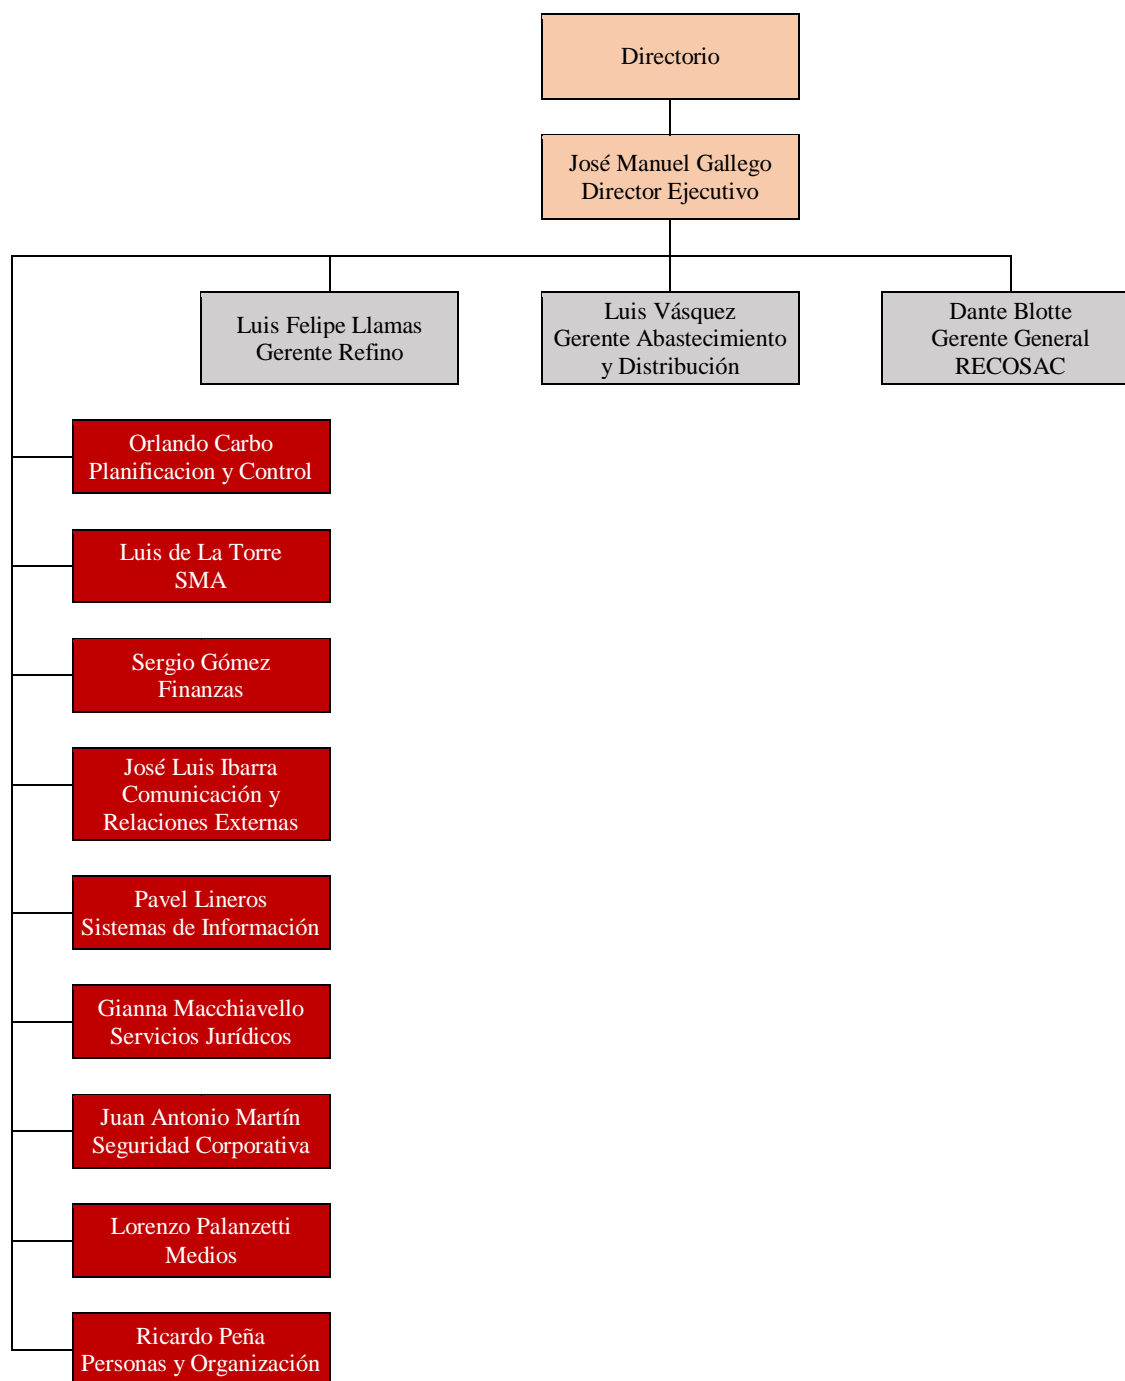 Directorio
José Manuel Gallego
Director Ejecutivo
Luis Felipe Llamas
Gerente Refino
Luis Vásquez
Gerente Abastecimiento
y Distribución
Dante Blotte
Gerente General
RECOSAC
Orlando Carbo
Planificacion y Control
Luis de La Torre
SMA
Sergio Gómez
Finanzas
José Luis Ibarra
Comunicación y
Relaciones Externas
Pavel Lineros
Sistemas de Información
Gianna Macchiavello
Servicios Jurídicos
Juan Antonio Martín
Seguridad Corporativa
Lorenzo Palanzetti
Medios
Ricardo Peña
Personas y Organización